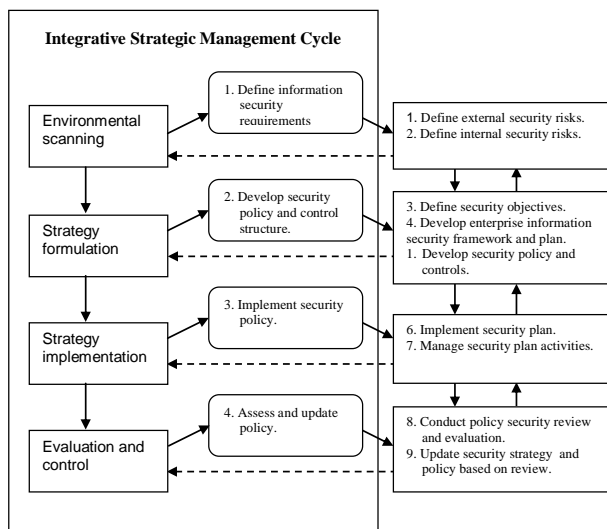 Integrative Strategic Management Cycle
Environmental
scanning
1. Define information
security
requirements
1. Define external security risks.
2. Define internal security risks.
Strategy
formulation
2. Develop security
policy and control
structure.
3. Define security objectives.
4. Develop enterprise information
security framework and plan.
1. Develop security policy and
controls.
Strategy
implementation
3. Implement security
policy.
6. Implement security plan.
7. Manage security plan activities.
Evaluation and
control
4. Assess and update
policy.
8. Conduct policy security review
and evaluation.
9. Update security strategy and
policy based on review.